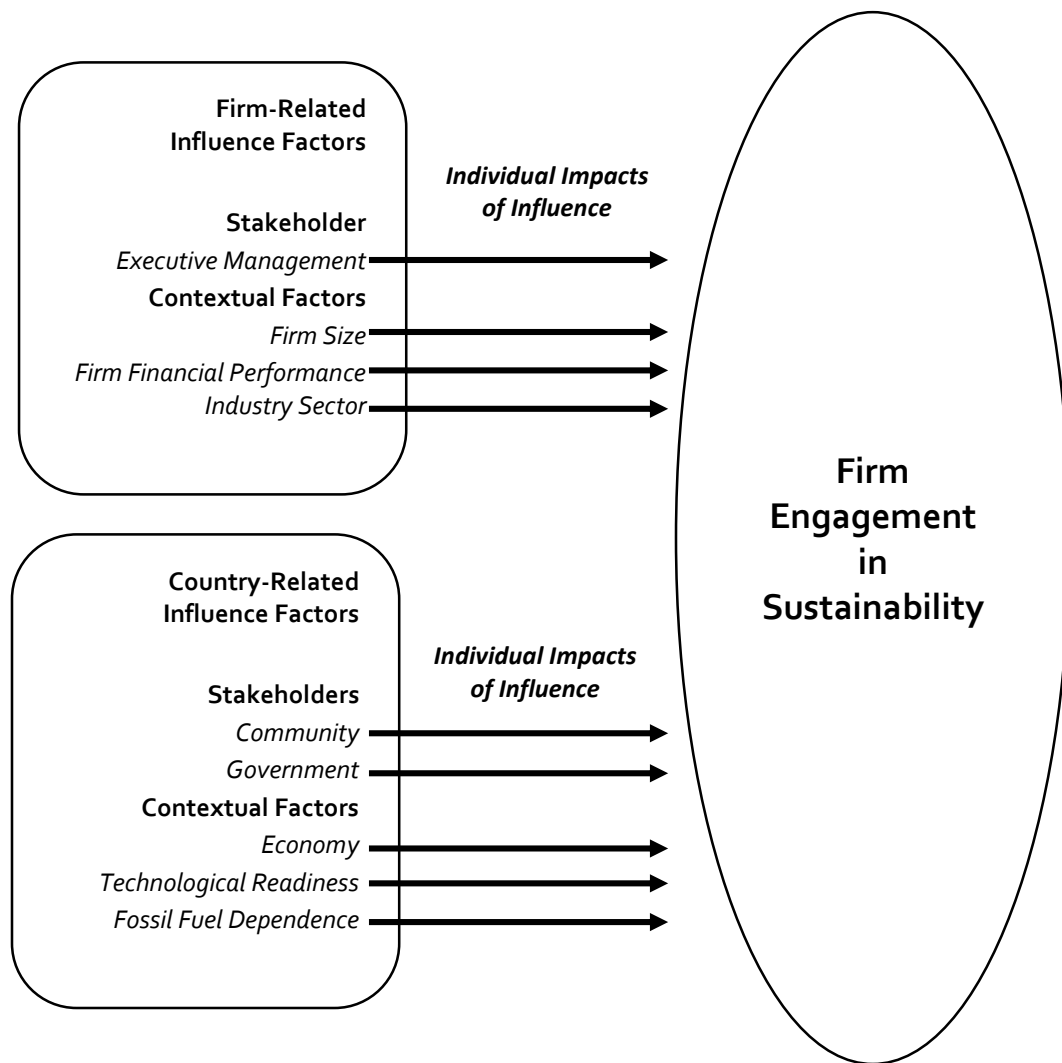 Firm-Related
Influence Factors
Stakeholder
Executive Management
Contextual Factors
Firm Size
Firm Financial Performance
Industry Sector
Individual Impacts
of Influence
Country-Related
Influence Factors
Stakeholders
Community
Government
Contextual Factors
Economy
Technological Readiness
Fossil Fuel Dependence
Individual Impacts
of Influence
Firm
Engagement
in
Sustainability